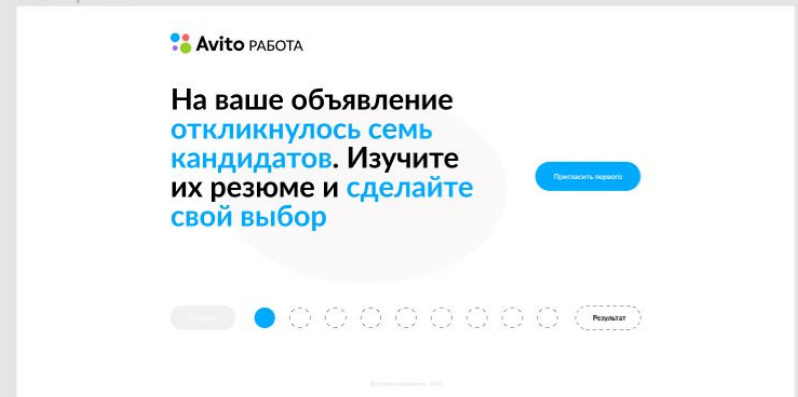 Avito РАБОТА
На ваше объявление
откликнулось семь
кандидатов. Изучите
их резюме и сделайте
свой выбор
Пригласить первого
Результат